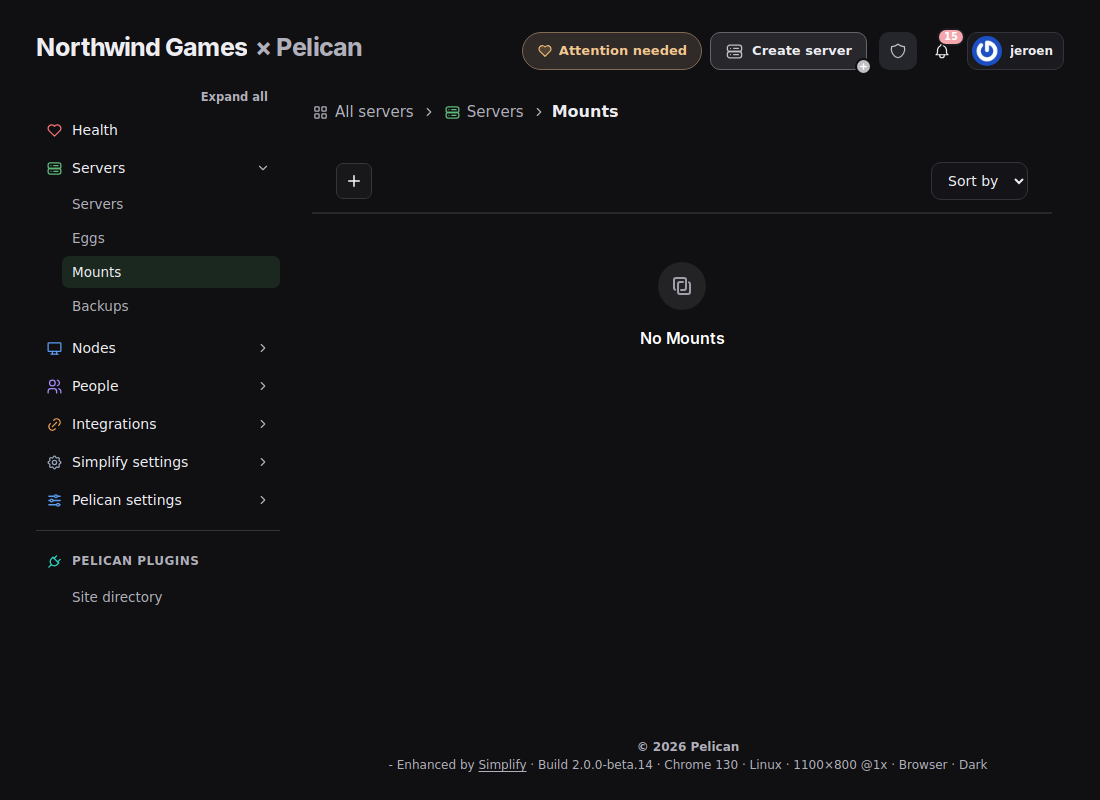 Northwind Games × Pelican
Attention needed
Create server
15
jeroen
Expand all
All servers
Servers
Mounts
Health
Servers
Servers
Eggs
Mounts
Backups
Nodes
People
Integrations
Simplify settings
Pelican settings
PELICAN PLUGINS
Site directory
Sort by
No Mounts
© 2026 Pelican
- Enhanced by Simplify · Build 2.0.0-beta.14 · Chrome 130 · Linux · 1100×800 @1x · Browser · Dark